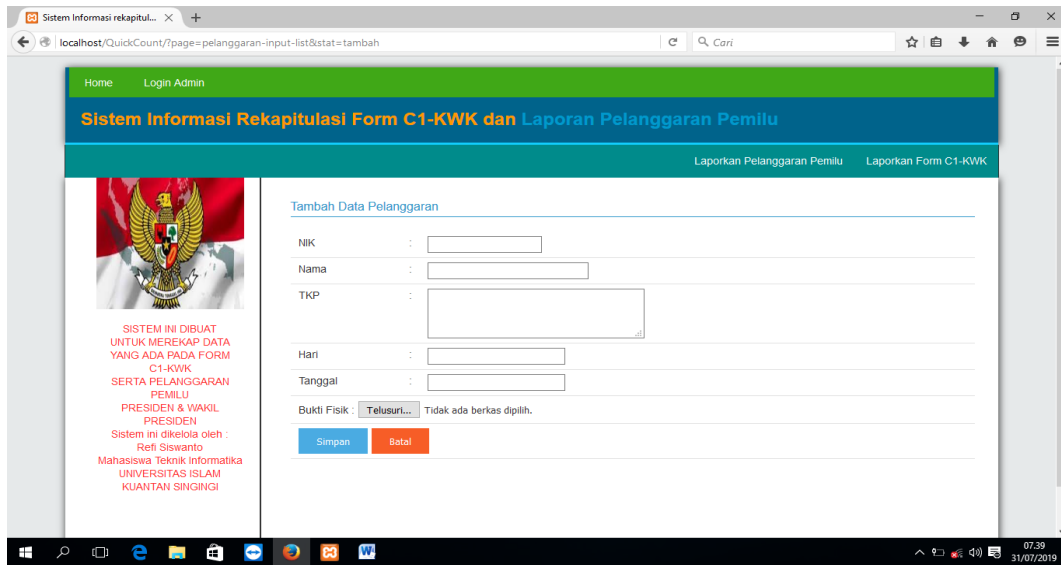 Sistem Informasi rekapitul...
localhost/QuickCount/?page=pelanggaran-input-list&stat=tambah
Cari
Home Login Admin
Sistem Informasi Rekapitulasi Form C1-KWK dan Laporan Pelanggaran Pemilu
Laporkan Pelanggaran Pemilu Laporkan Form C1-KWK
SISTEM INI DIBUAT
UNTUK MEREKAP DATA
YANG ADA PADA FORM
C1-KWK
SERTA PELANGGARAN
PEMILU
PRESIDEN & WAKIL
PRESIDEN
Sistem ini dikelola oleh :
Refi Siswanto
Mahasiswa Teknik Informatika
UNIVERSITAS ISLAM
KUANTAN SINGINGI
Tambah Data Pelanggaran
NIK :
Nama :
TKP :
Hari :
Tanggal :
Bukti Fisik : Telusuri... Tidak ada berkas dipilih.
Simpan Batal
07.39
31/07/2019